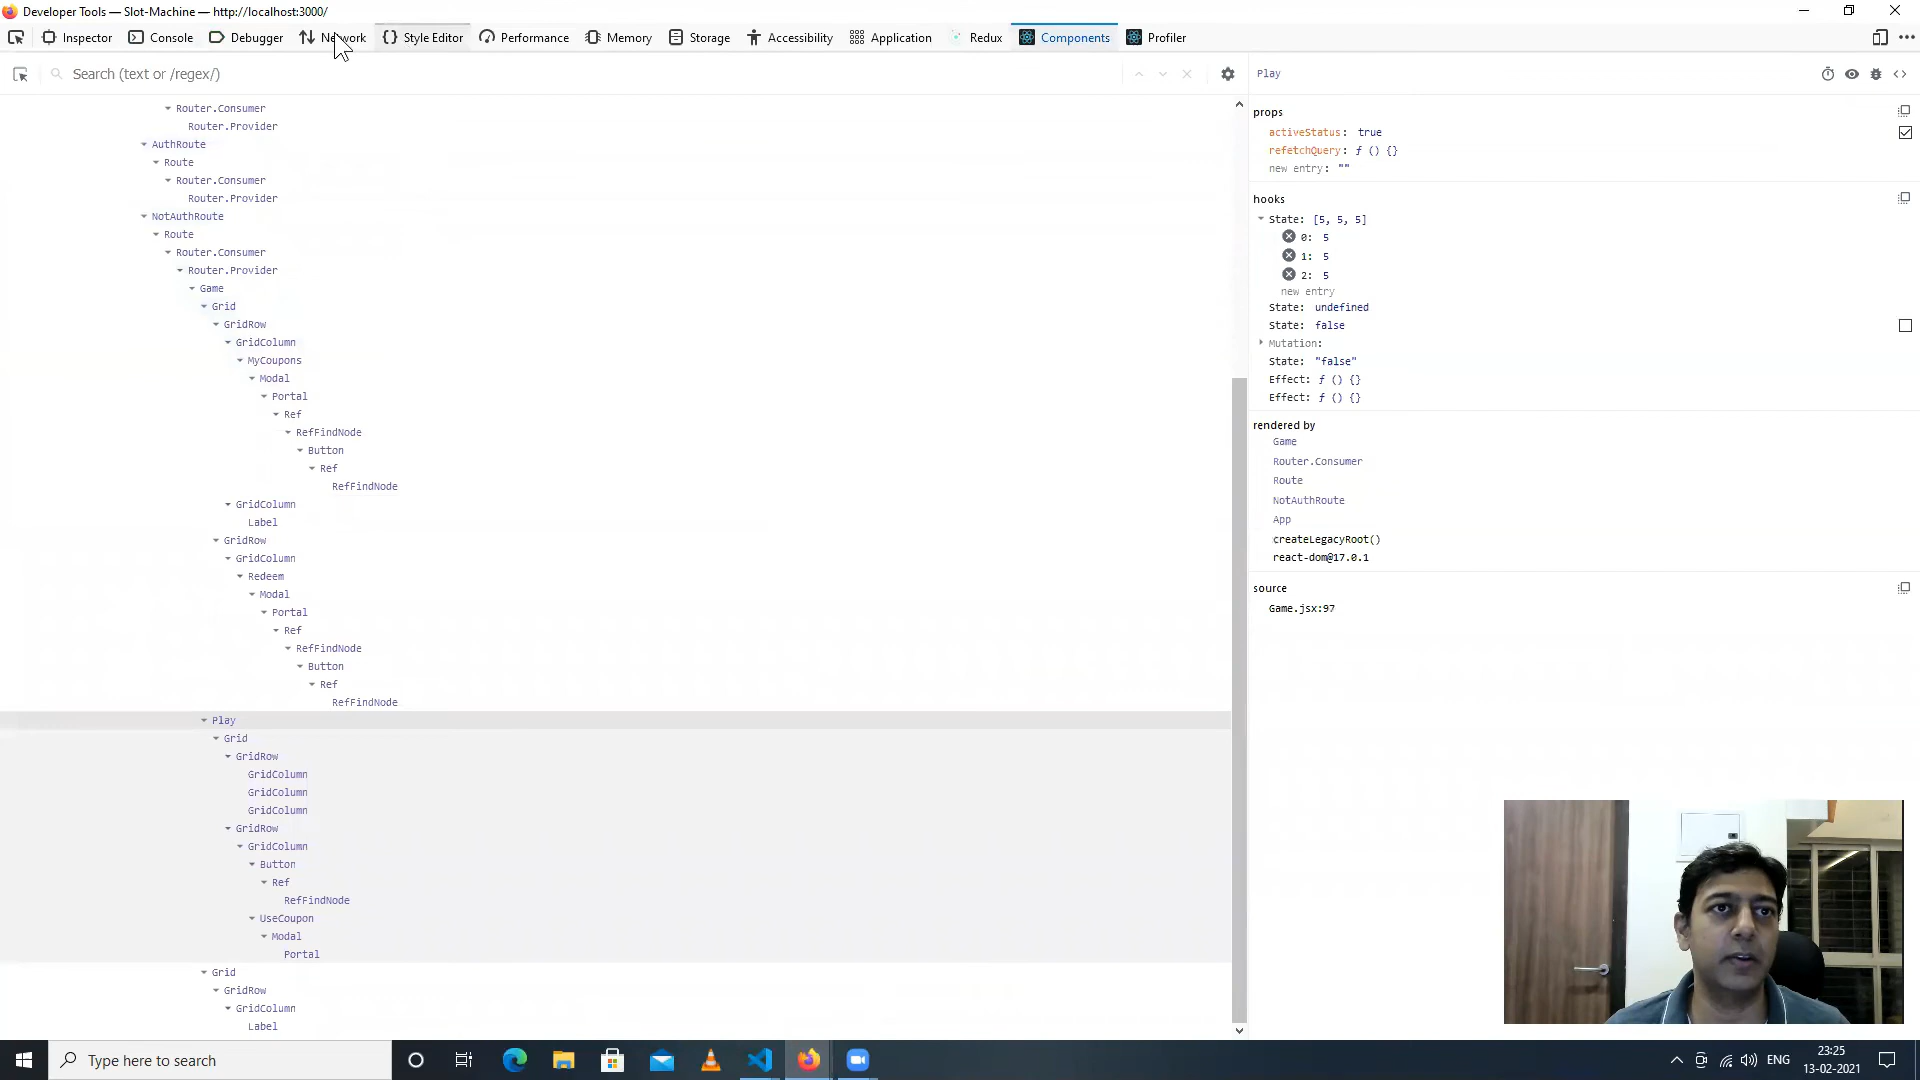 Developer Tools — Slot-Machine — http://localhost:3000/
Inspector Console Debugger Network Style Editor Performance Memory Storage Accessibility Application Redux Components Profiler
Search (text or /regex/)
Router.Consumer
Router.Provider
AuthRoute
Route
Router.Consumer
Router.Provider
NotAuthRoute
Route
Router.Consumer
Router.Provider
Game
Grid
GridRow
GridColumn
MyCoupons
Modal
Portal
Ref
RefFindNode
Button
Ref
RefFindNode
GridColumn
Label
GridRow
GridColumn
Redeem
Modal
Portal
Ref
RefFindNode
Button
Ref
RefFindNode
Play
Grid
GridRow
GridColumn
GridColumn
GridColumn
GridRow
GridColumn
Button
Ref
RefFindNode
UseCoupon
Modal
Portal
Grid
GridRow
GridColumn
Label
Play
props
activeStatus: true
refetchQuery: ƒ () {}
new entry: ""
hooks
State: [5, 5, 5]
0: 5
1: 5
2: 5
new entry
State: undefined
State: false
Mutation:
State: "false"
Effect: ƒ () {}
Effect: ƒ () {}
rendered by
Game
Router.Consumer
Route
NotAuthRoute
App
createLegacyRoot()
react-dom@17.0.1
source
Game.jsx:97
Type here to search
ENG
23:25
13-02-2021